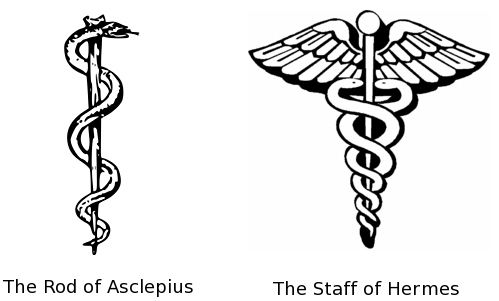 The Rod of Asclepius
The Staff of Hermes